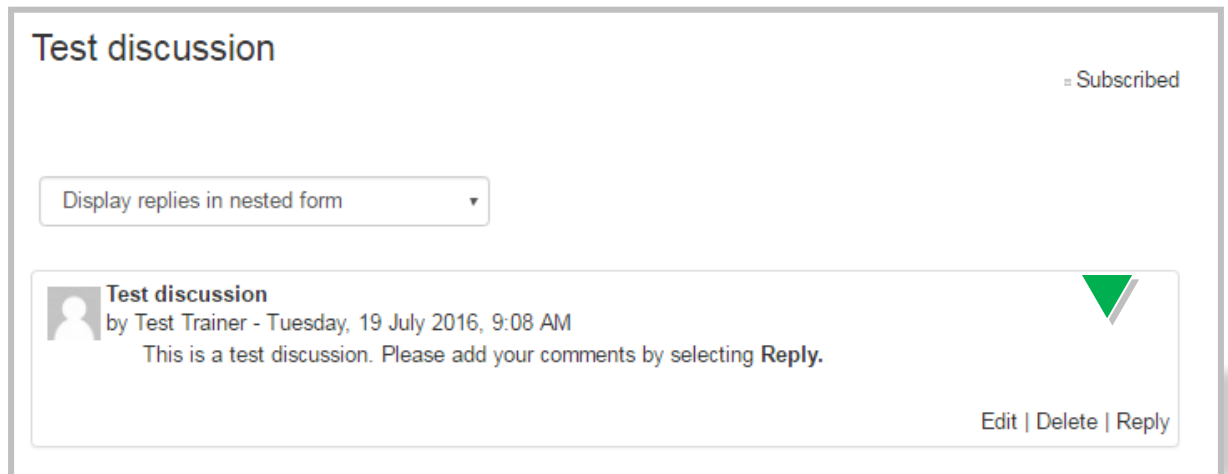 Test discussion
Subscribed
Display replies in nested form
Test discussion
by Test Trainer - Tuesday, 19 July 2016, 9:08 AM
This is a test discussion. Please add your comments by selecting Reply.
Edit | Delete | Reply